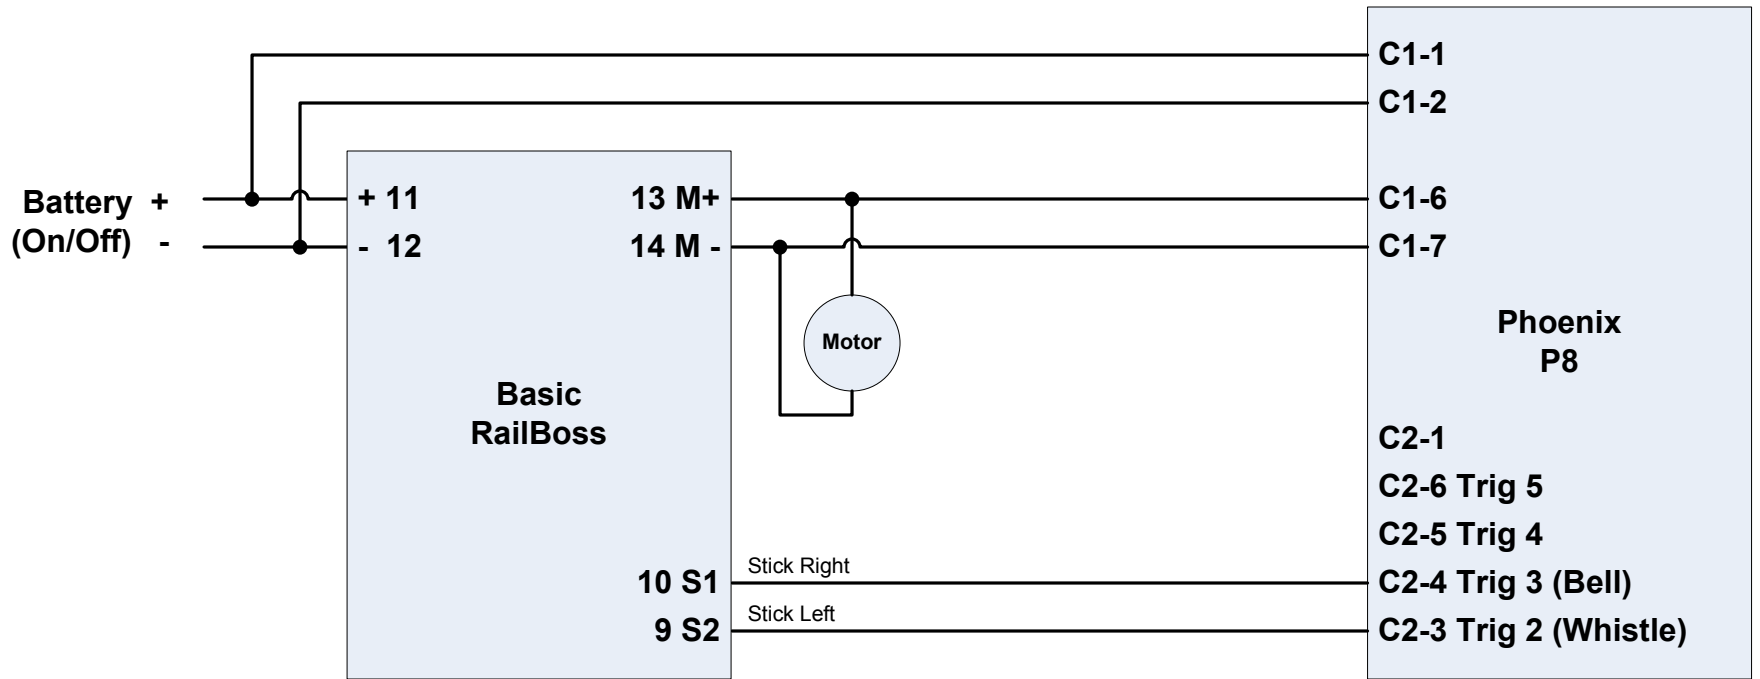 C1-1
C1-2
Battery +
(On/Off) -
+ 11
- 12
13 M+
14 M -
C1-6
C1-7
Motor
Basic
RailBoss
Phoenix
P8
C2-1
C2-6 Trig 5
C2-5 Trig 4
10 S1
Stick Right
C2-4 Trig 3 (Bell)
9 S2
Stick Left
C2-3 Trig 2 (Whistle)